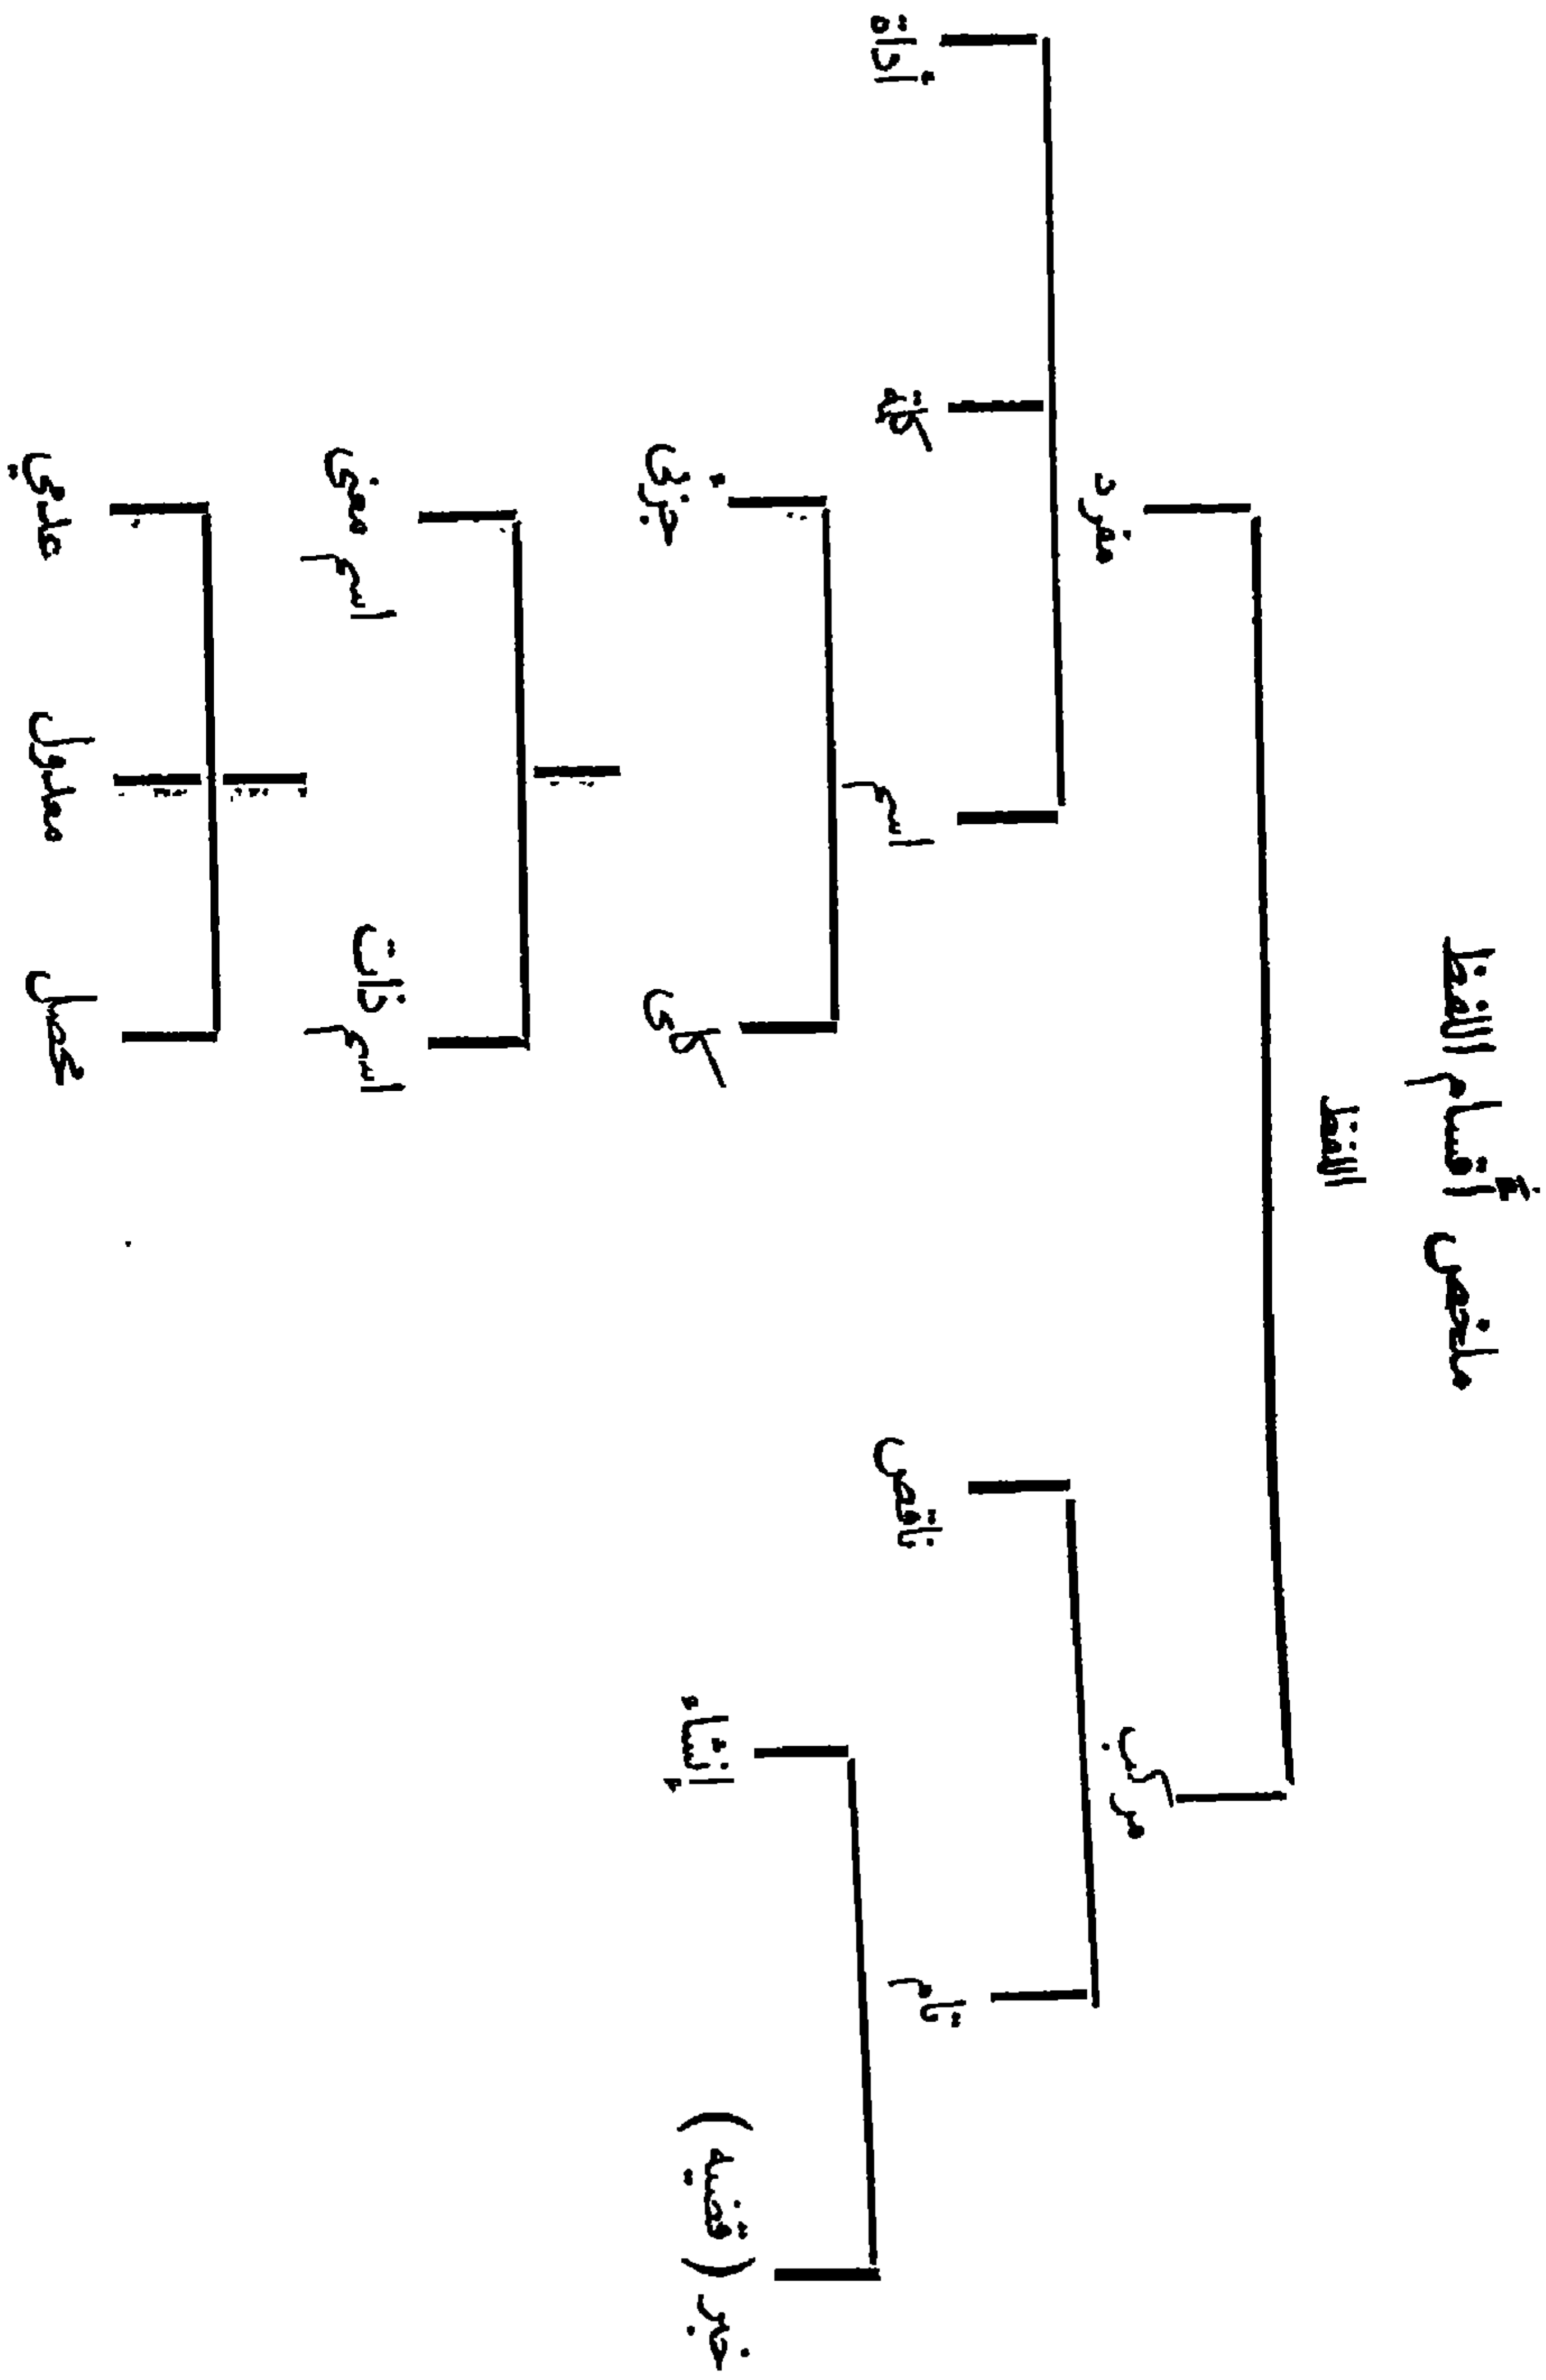 ملخص أقسام اللفظ
اللفظ
مركب مفرد
تام ناقص اسم كلمة أداة
خبر ( قضية ) إنشاء كلي جزئي
اسم ذات اسم معنى
محصل معدول عدمي